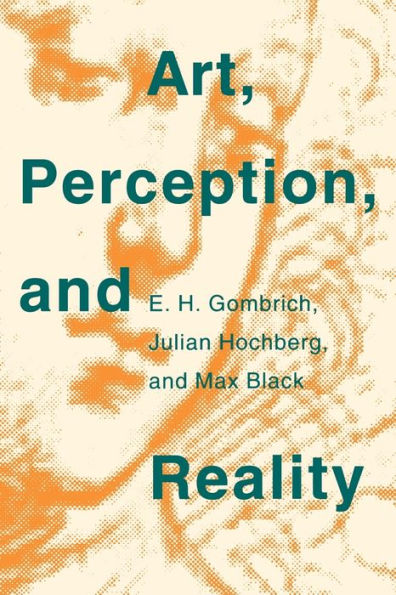 Art,
Perception,
and
E. H. Gombrich,
Julian Hochberg,
and Max Black
Reality